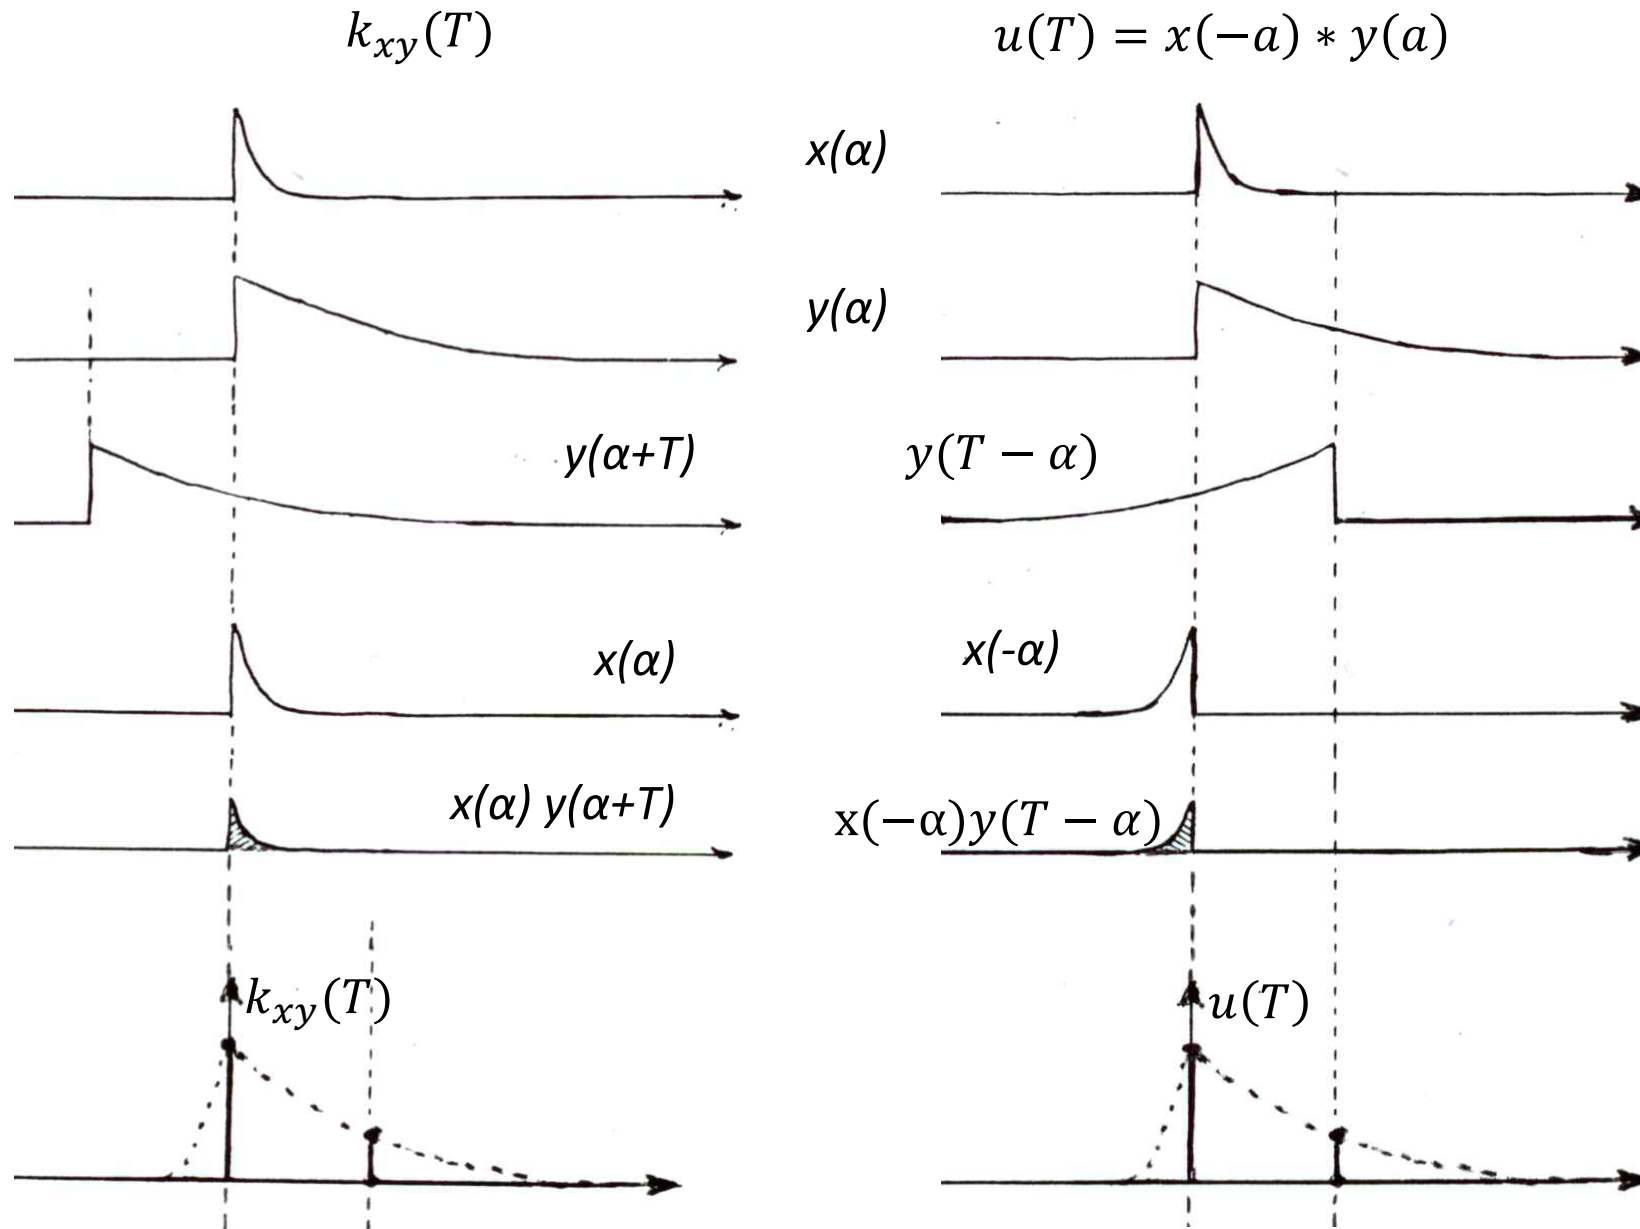 k_{xy}(T)
u(T) = x(−a) ∗ y(a)
x(α)
y(α)
y(α+T)
y(T − α)
x(α)
x(-α)
x(α) y(α+T)
x(−α)y(T − α)
k_{xy}(T)
u(T)